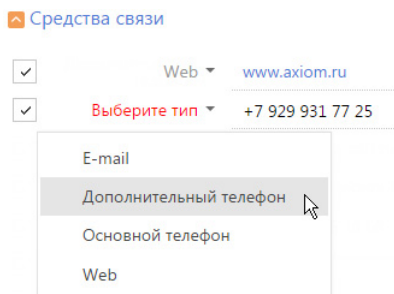 Средства связи
Web www.axiom.ru
Выберите тип +7 929 931 77 25
E-mail
Дополнительный телефон
Основной телефон
Web